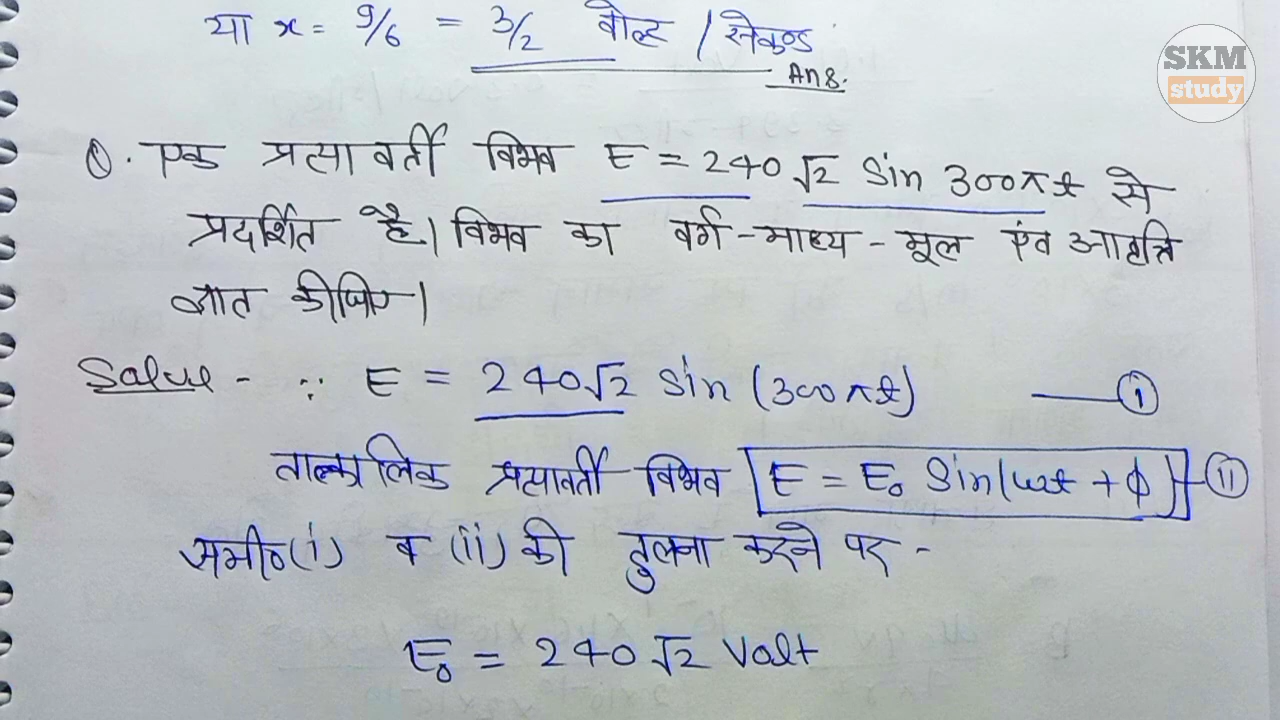 या x = 9/6 = 3/2 वोल्ट / सेकण्ड
Ans.
SKM
study
Q. एक प्रत्यावर्ती विभव E = 240 √2 Sin 300πt से
प्रदर्शित है। विभव का वर्ग - माध्य - मूल एंव आवृत्ति
ज्ञात कीजिए।
Solve - ∵ E = 240√2 Sin (300πt) —— (i)
तात्कालिक प्रत्यावर्ती विभव E = E₀ Sin(ωt + ϕ) — (ii)
समी०(i) व (ii) की तुलना करने पर -
E₀ = 240 √2 Volt